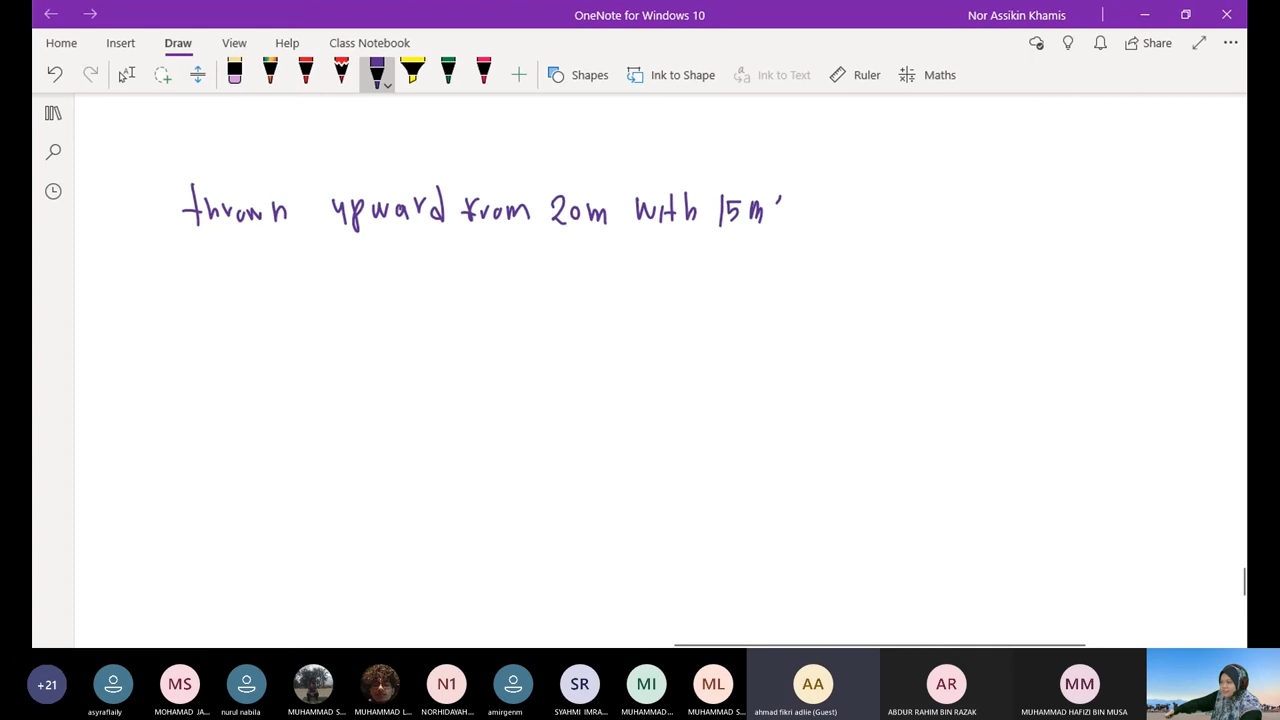 OneNote for Windows 10
Nor Assikin Khamis
Home Insert Draw View Help Class Notebook
Share
Shapes Ink to Shape Ink to Text Ruler Maths
thrown upward from 20m with 15m'
+21 MS SR MI ML AA AR MM N1
asyraflaily MOHAMAD JA... nurul nabila MUHAMMAD S... MUHAMMAD L... NORHIDAYAH... amirgenm SYAHMI IMRA... MUHAMMAD... MUHAMMAD S... ahmad fikri adlie (Guest) ABDUR RAHIM BIN RAZAK MUHAMMAD HAFIZI BIN MUSA